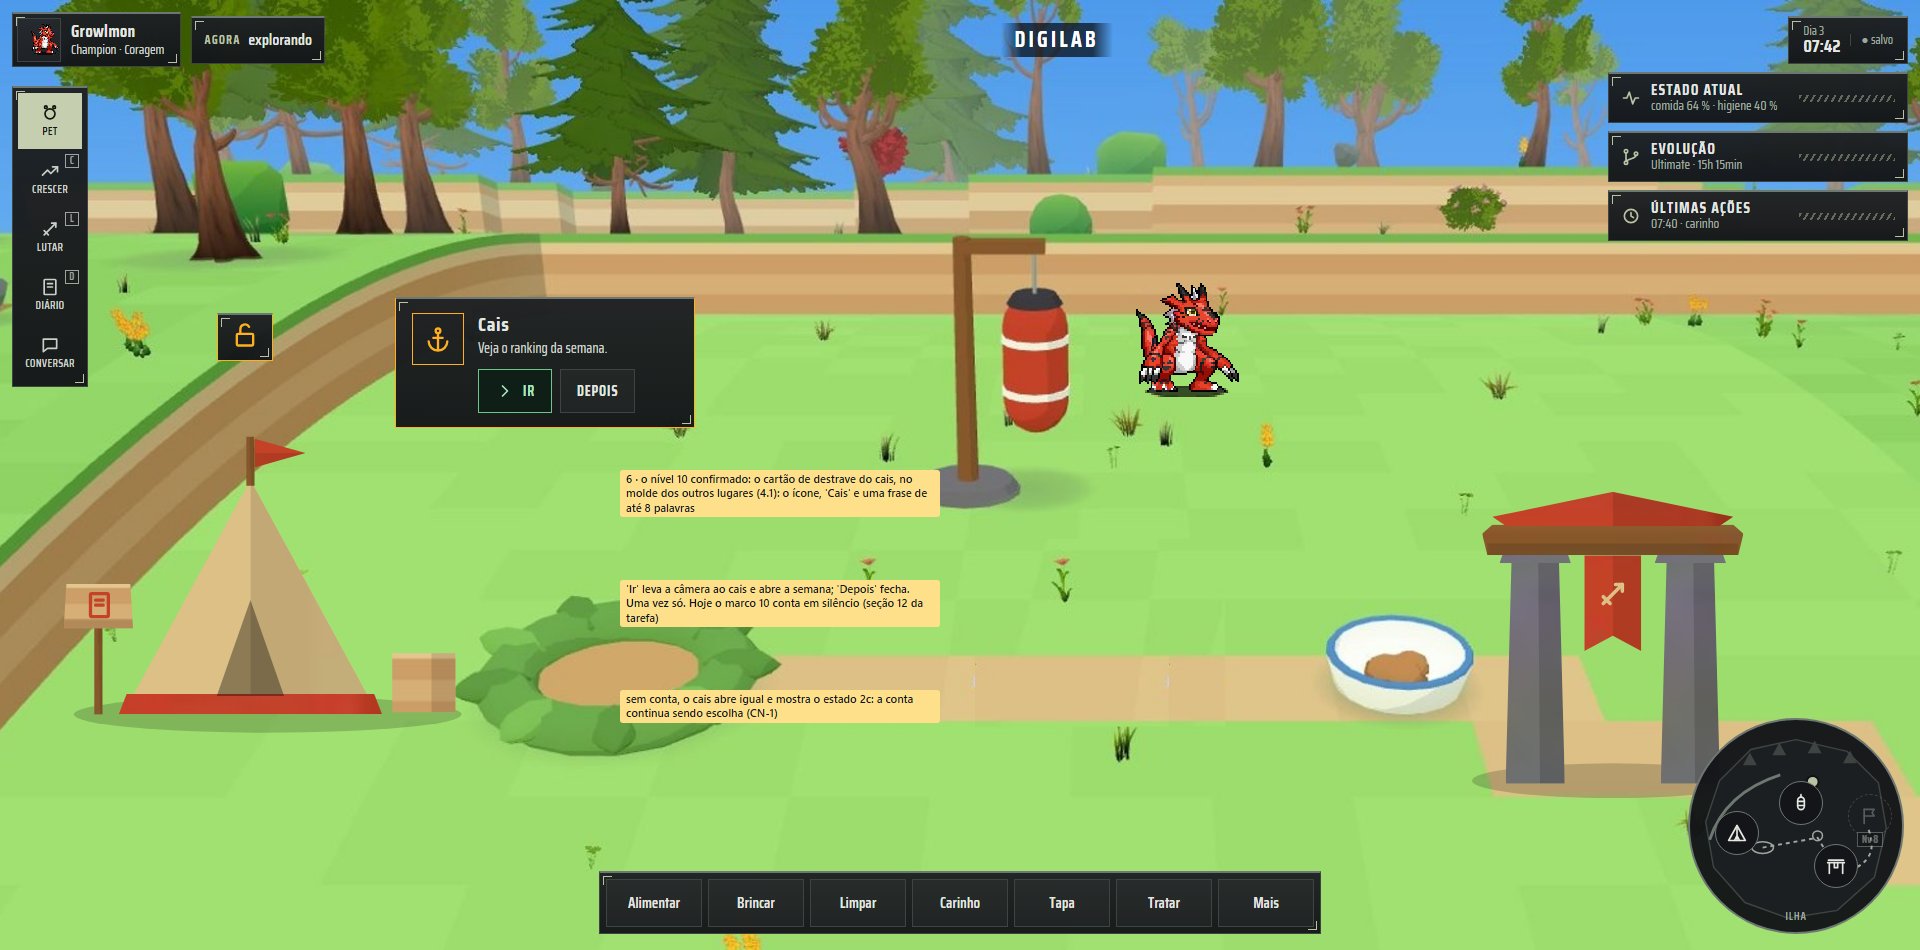 Growlmon
Champion · Coragem
AGORA explorando
DIGILAB
Dia 3
07:42
salvo
PET
CRESCER
C
LUTAR
L
DIÁRIO
D
CONVERSAR
ESTADO ATUAL
comida 64 % · higiene 40 %
EVOLUÇÃO
Ultimate · 15h 15min
ÚLTIMAS AÇÕES
07:40 · carinho
Cais
Veja o ranking da semana.
IR
DEPOIS
6 · o nível 10 confirmado: o cartão de destrave do cais, no
molde dos outros lugares (4.1): o ícone, 'Cais' e uma frase de
até 8 palavras
'Ir' leva a câmera ao cais e abre a semana; 'Depois' fecha.
Uma vez só. Hoje o marco 10 conta em silêncio (seção 12 da
tarefa)
sem conta, o cais abre igual e mostra o estado 2c: a conta
continua sendo escolha (CN-1)
Alimentar
Brincar
Limpar
Carinho
Tapa
Tratar
Mais
ILHA